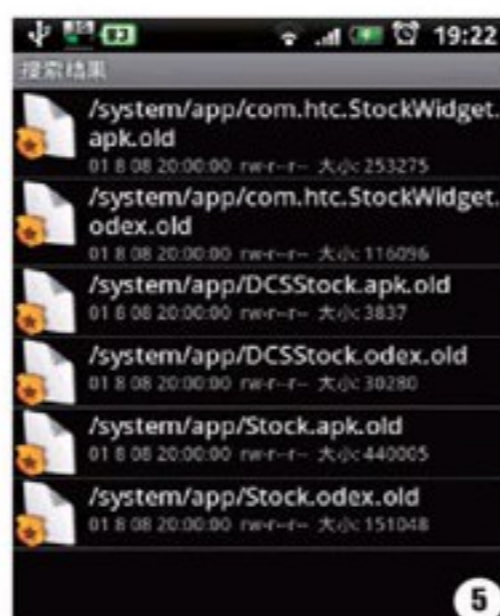 19:22
搜索结果
/system/app/com.htc.StockWidget.
apk.old
01 8 08 20:00:00 rw-r--r-- 大小: 253275
/system/app/com.htc.StockWidget.
odex.old
01 8 08 20:00:00 rw-r--r-- 大小: 116096
/system/app/DCSStock.apk.old
01 8 08 20:00:00 rw-r--r-- 大小: 3837
/system/app/DCSStock.odex.old
01 8 08 20:00:00 rw-r--r-- 大小: 30280
/system/app/Stock.apk.old
01 8 08 20:00:00 rw-r--r-- 大小: 440005
/system/app/Stock.odex.old
01 8 08 20:00:00 rw-r--r-- 大小: 151048
5